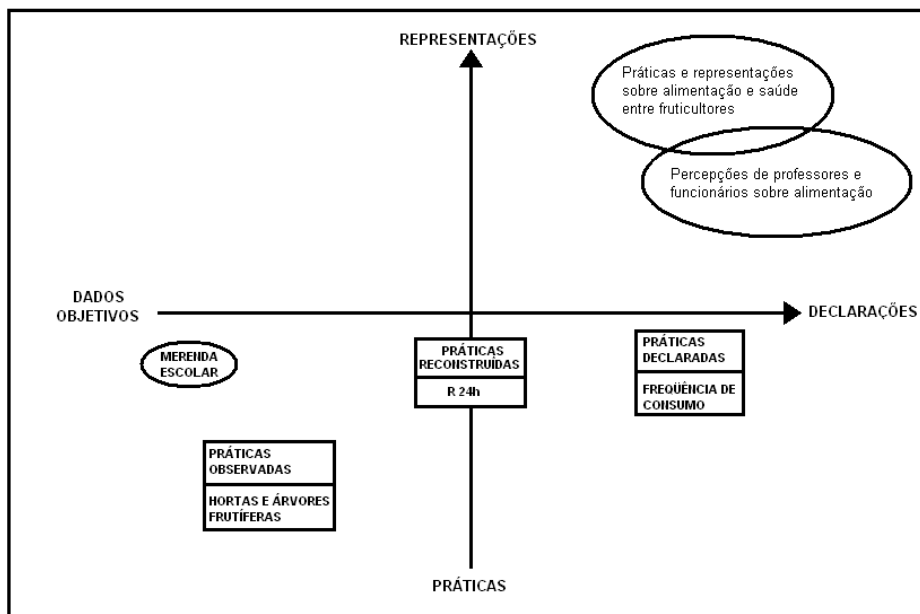 REPRESENTAÇÕES
Práticas e representações
sobre alimentação e saúde
entre fruticultores
Percepções de professores e
funcionários sobre alimentação
DADOS
OBJETIVOS
DECLARAÇÕES
MERENDA
ESCOLAR
PRÁTICAS
RECONSTRUÍDAS
R 24h
PRÁTICAS
DECLARADAS
FREQÜÊNCIA DE
CONSUMO
PRÁTICAS
OBSERVADAS
HORTAS E ÁRVORES
FRUTÍFERAS
PRÁTICAS